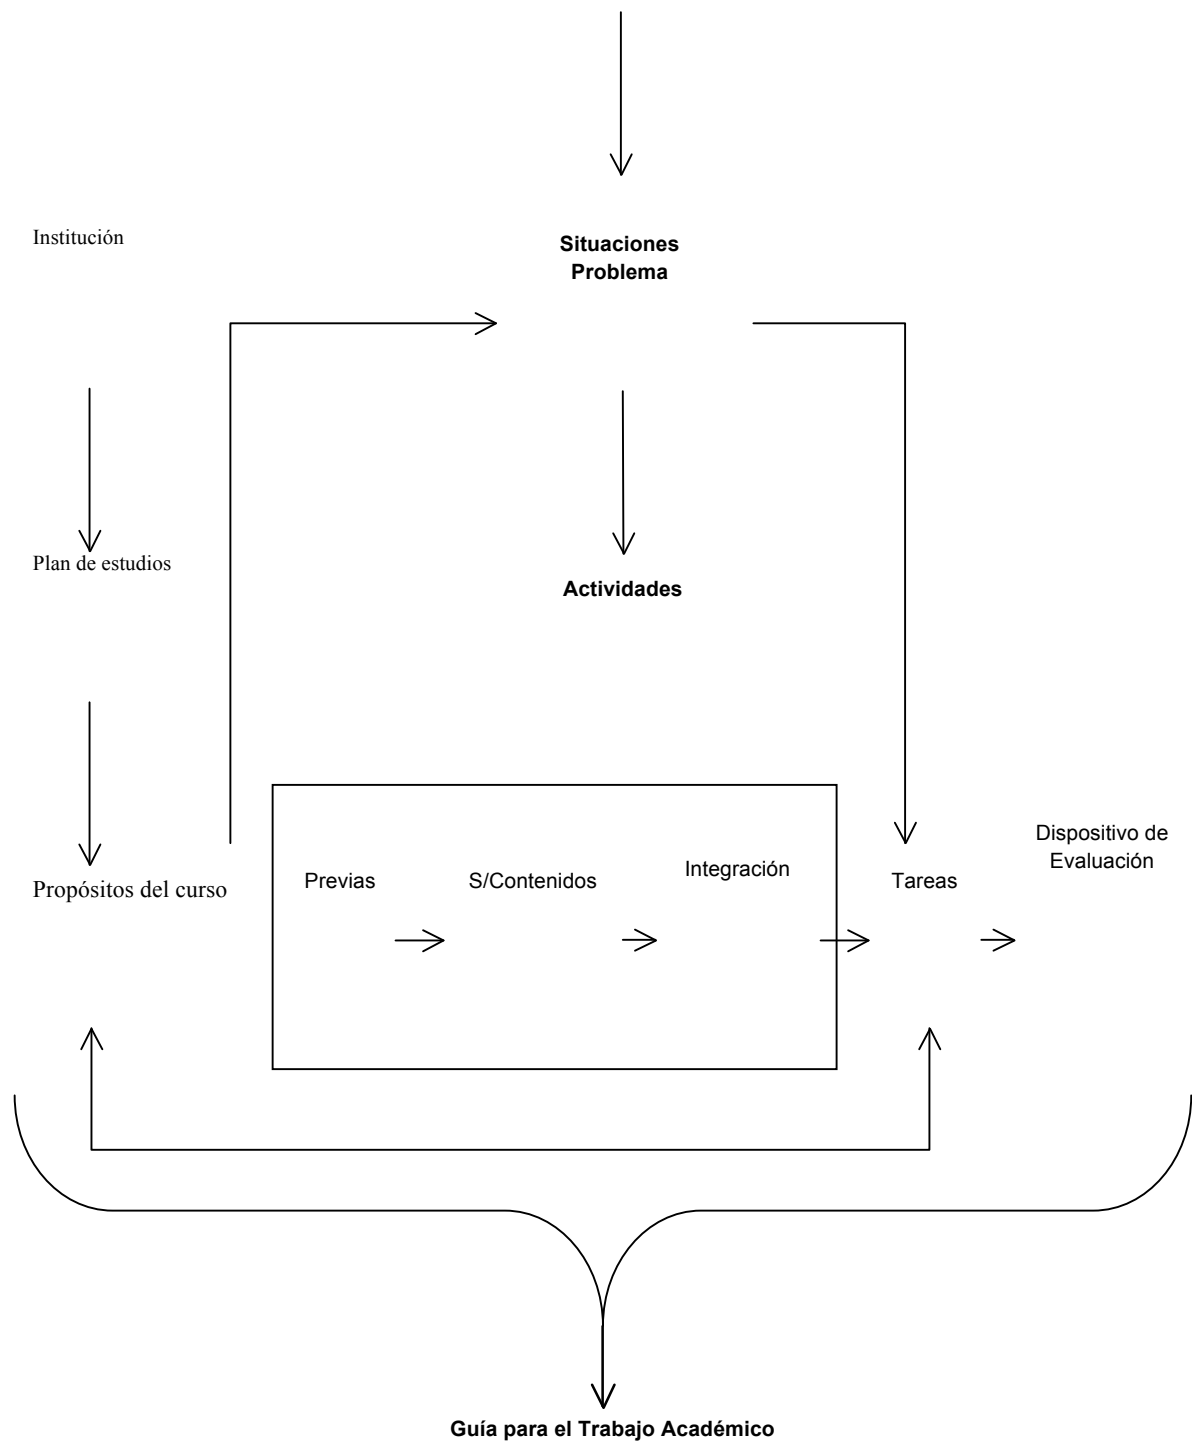 Institución
Situaciones
Problema
Plan de estudios
Actividades
Dispositivo de
Evaluación
Propósitos del curso
Previas
S/Contenidos
Integración
Tareas
Guía para el Trabajo Académico